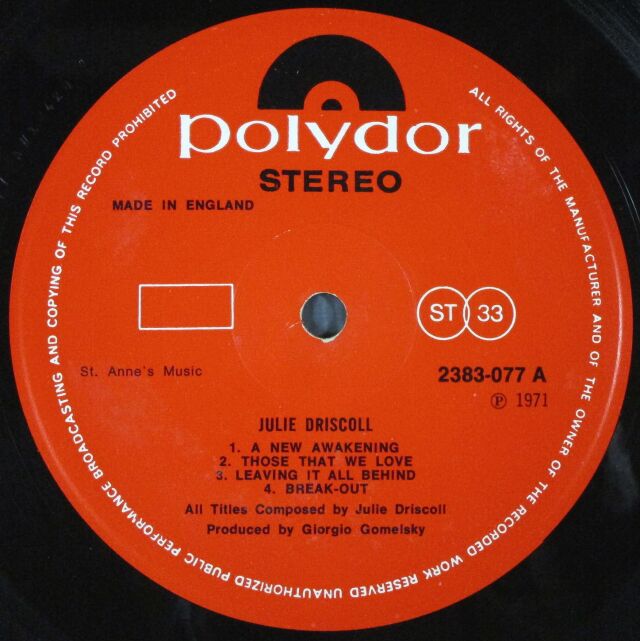 polydor
STEREO
MADE IN ENGLAND
ST 33
St. Anne's Music
2383-077 A
℗ 1971
JULIE DRISCOLL
1. A NEW AWAKENING
2. THOSE THAT WE LOVE
3. LEAVING IT ALL BEHIND
4. BREAK-OUT
All Titles Composed by Julie Driscoll
Produced by Giorgio Gomelsky
ALL RIGHTS OF THE MANUFACTURER AND OF THE OWNER OF THE RECORDED WORK RESERVED UNAUTHORIZED PUBLIC PERFORMANCE BROADCASTING AND COPYING OF THIS RECORD PROHIBITED